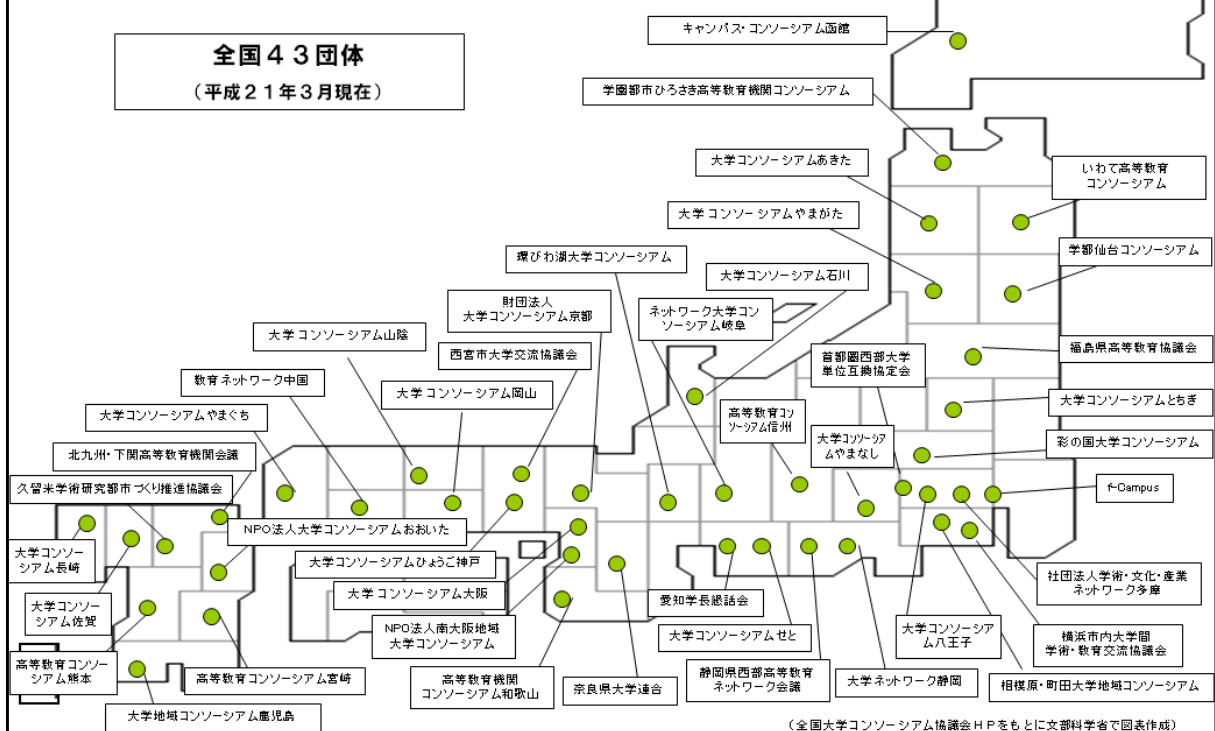 全国４３団体
（平成２１年３月現在）
キャンパス・コンソーシアム函館
学園都市ひろさき高等教育機関コンソーシアム
大学コンソーシアムあきた
いわて高等教育
コンソーシアム
大学コンソーシアムやまがた
学都仙台コンソーシアム
環びわ湖大学コンソーシアム
大学コンソーシアム石川
財団法人
大学コンソーシアム京都
ネットワーク大学コン
ソーシアム岐阜
大学コンソーシアム山陰
西宮市大学交流協議会
首都圏西部大学
単位互換協定会
福島県高等教育協議会
教育ネットワーク中国
大学コンソーシアム岡山
高等教育コン
ソーシアム信州
大学コンソーシアムとちぎ
大学コンソーシアムやまぐち
大学コンソーシア
ムやまなし
彩の国大学コンソーシアム
北九州・下関高等教育機関会議
久留米学術研究都市づくり推進協議会
f-Campus
NPO法人大学コンソーシアムおおいた
大学コンソー
シアム長崎
大学コンソーシアムひょうご神戸
社団法人学術・文化・産業
ネットワーク多摩
大学コンソーシアム大阪
愛知学長懇話会
大学コンソー
シアム佐賀
NPO法人南大阪地域
大学コンソーシアム
大学コンソーシアムせと
大学コンソーシア
ム八王子
横浜市内大学間
学術・教育交流協議会
高等教育コンソー
シアム熊本
高等教育コンソーシアム宮崎
高等教育機関
コンソーシアム和歌山
奈良県大学連合
静岡県西部高等教育
ネットワーク会議
大学ネットワーク静岡
相模原・町田大学地域コンソーシアム
大学地域コンソーシアム鹿児島
（全国大学コンソーシアム協議会ＨＰをもとに文部科学省で図表作成）